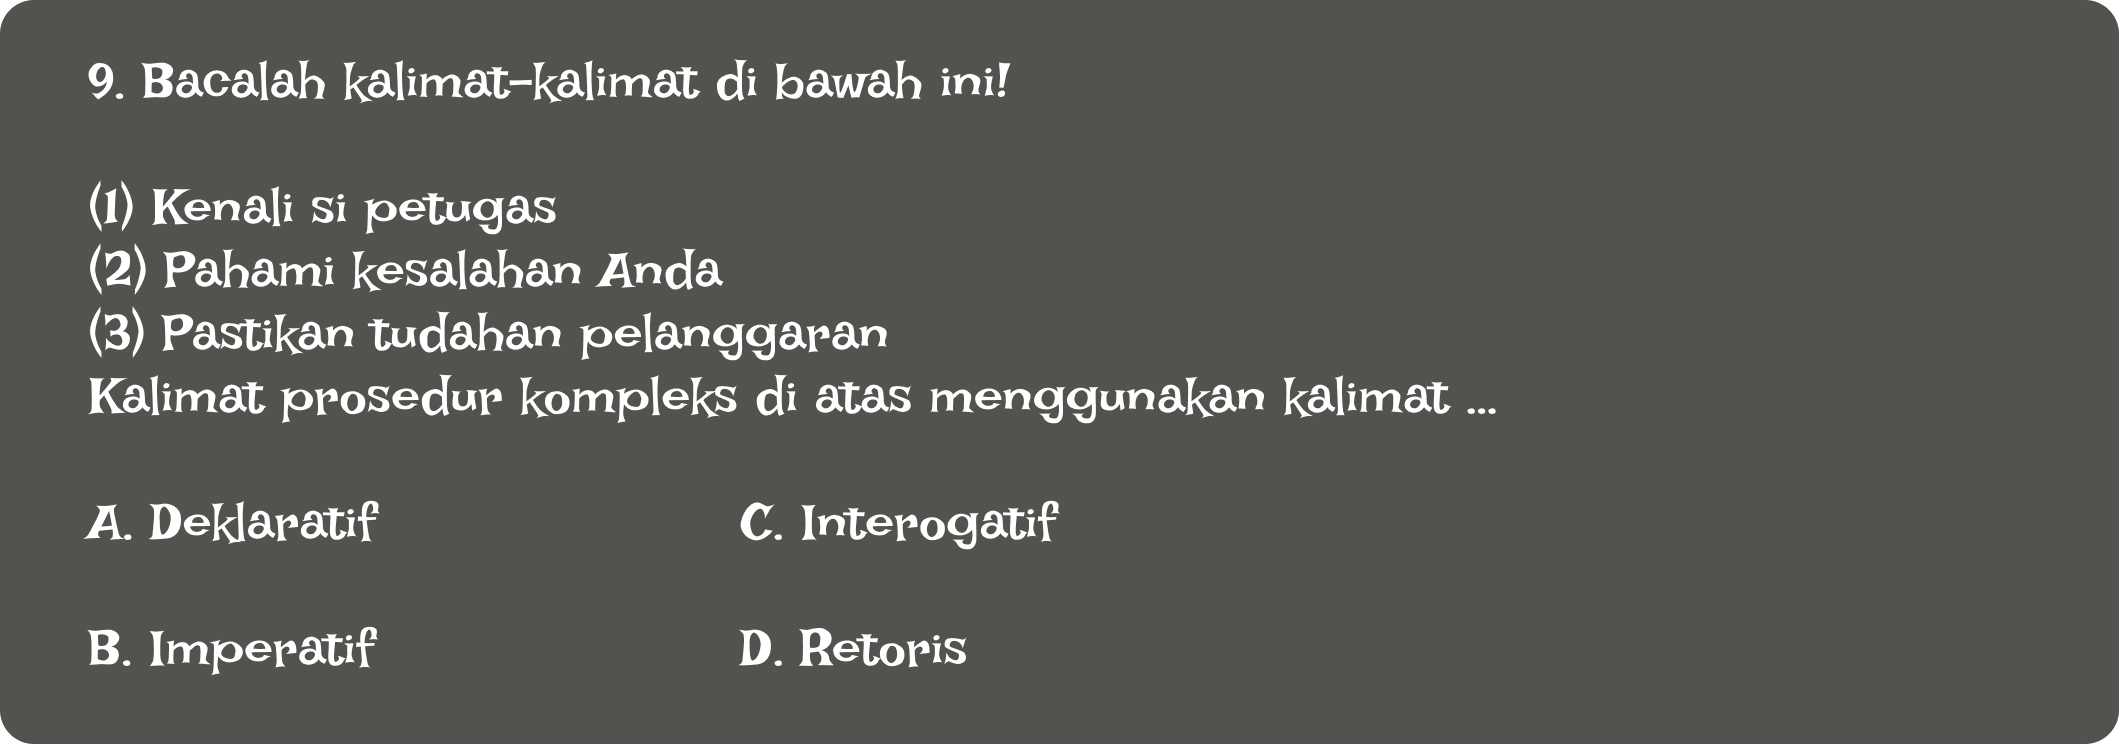 9. Bacalah kalimat-kalimat di bawah ini!
(1) Kenali si petugas
(2) Pahami kesalahan Anda
(3) Pastikan tudahan pelanggaran
Kalimat prosedur kompleks di atas menggunakan kalimat ...
A. Deklaratif
C. Interogatif
B. Imperatif
D. Retoris